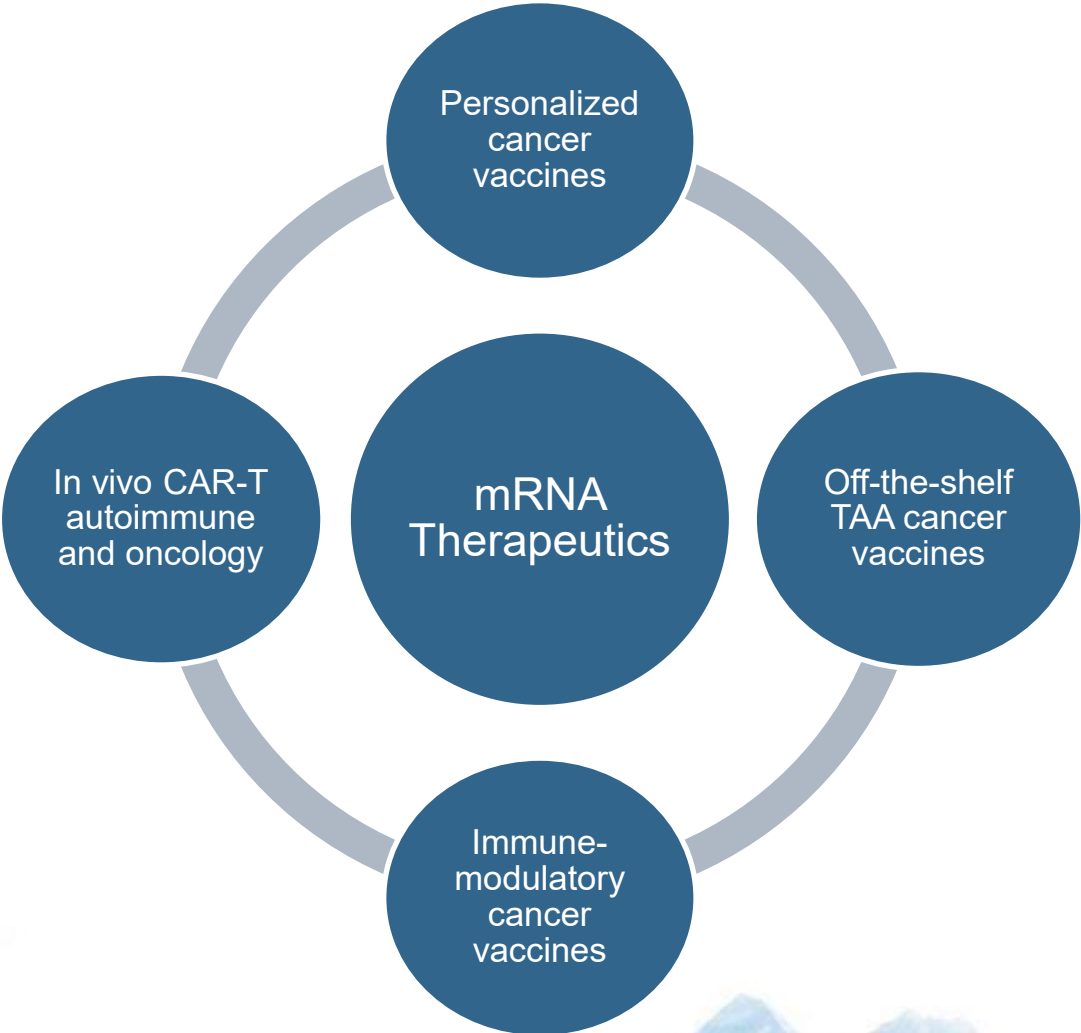 Personalized
cancer
vaccines
In vivo CAR-T
autoimmune
and oncology
mRNA
Therapeutics
Off-the-shelf
TAA cancer
vaccines
Immune-
modulatory
cancer
vaccines